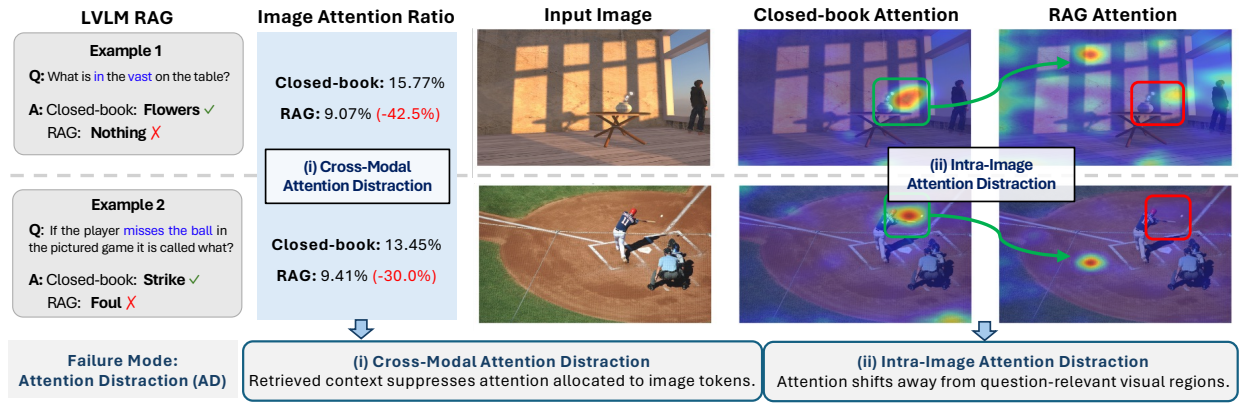 LVLM RAG
Image Attention Ratio
Input Image
Closed-book Attention
RAG Attention
Example 1
Q: What is in the vast on the table?
A: Closed-book: Flowers ✓
RAG: Nothing ✗
Closed-book: 15.77%
RAG: 9.07% (-42.5%)
(i) Cross-Modal
Attention Distraction
(ii) Intra-Image
Attention Distraction
Example 2
Q: If the player misses the ball in
the pictured game it is called what?
A: Closed-book: Strike ✓
RAG: Foul ✗
Closed-book: 13.45%
RAG: 9.41% (-30.0%)
Failure Mode:
Attention Distraction (AD)
(i) Cross-Modal Attention Distraction
Retrieved context suppresses attention allocated to image tokens.
(ii) Intra-Image Attention Distraction
Attention shifts away from question-relevant visual regions.